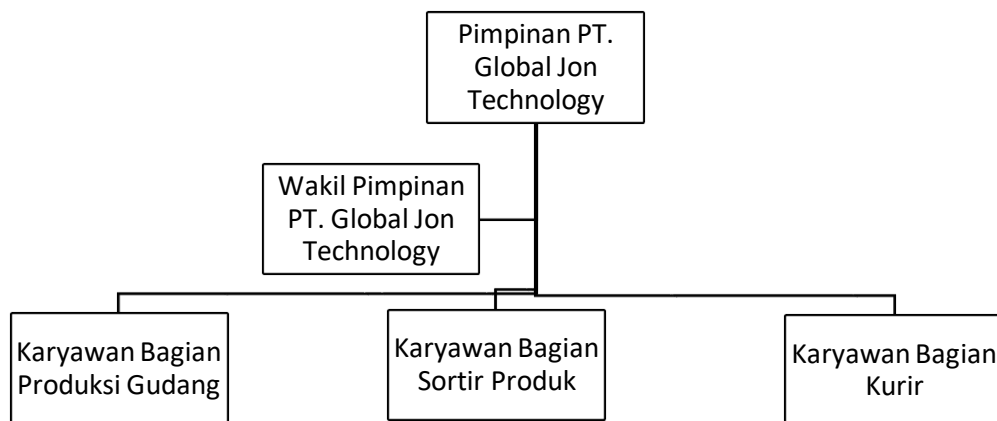 Pimpinan PT.
Global Jon
Technology
Wakil Pimpinan
PT. Global Jon
Technology
Karyawan Bagian
Produksi Gudang
Karyawan Bagian
Sortir Produk
Karyawan Bagian
Kurir